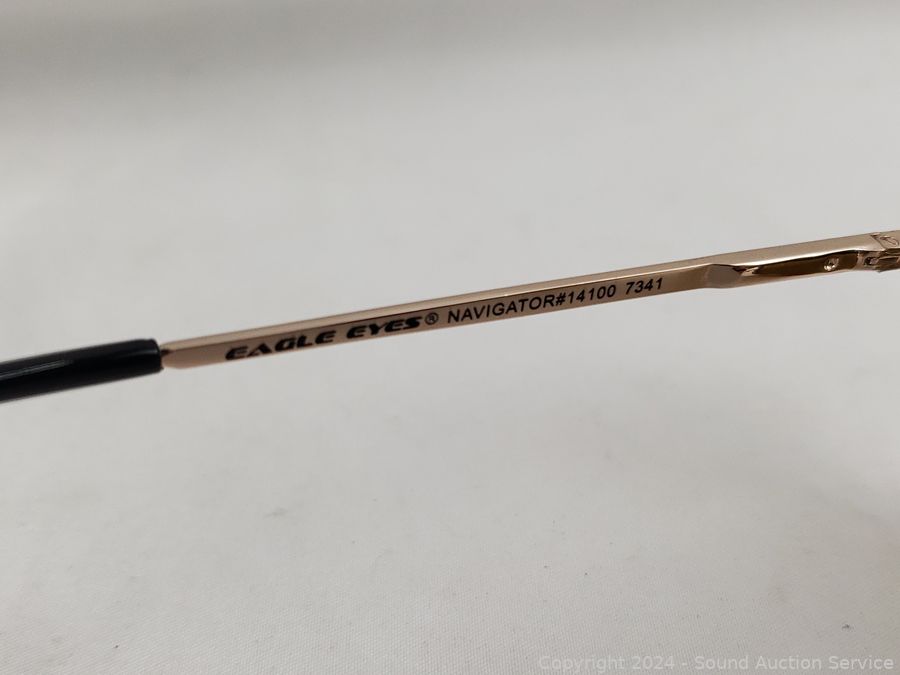 EAGLE EYES® NAVIGATOR#14100 7341
Copyright 2024 - Sound Auction Service